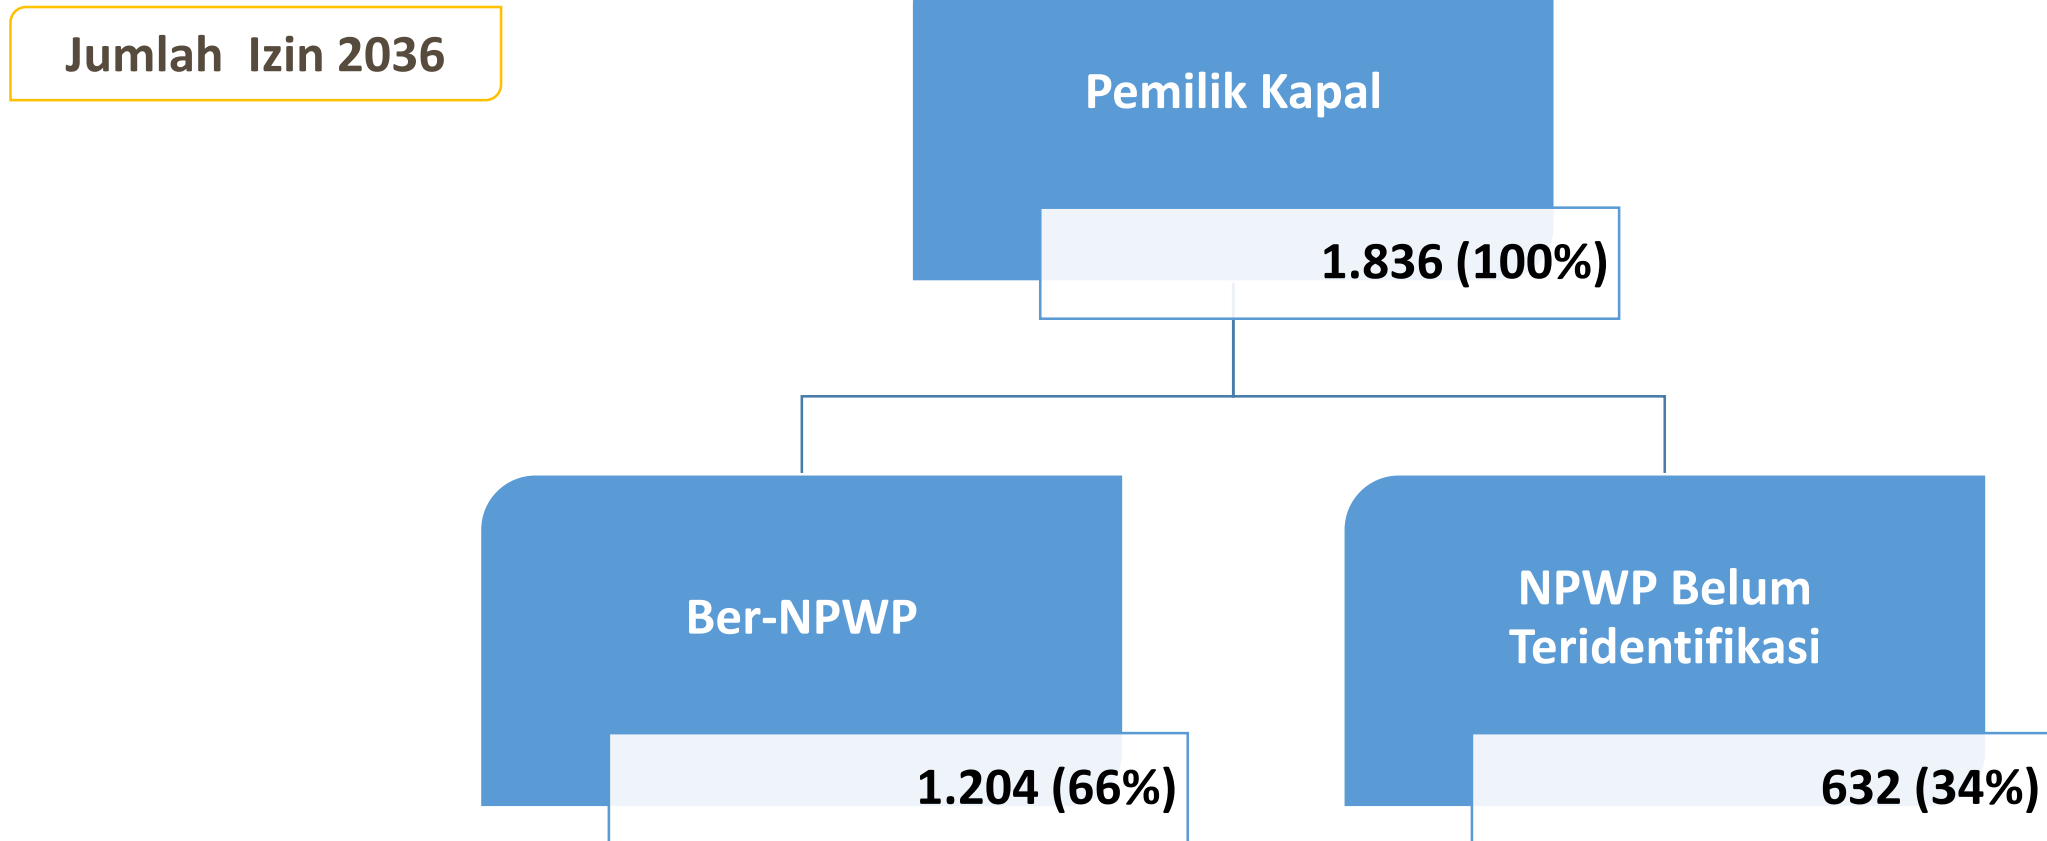 Jumlah  Izin 2036
Pemilik Kapal
1.836 (100%)
Ber-NPWP
1.204 (66%)
NPWP Belum
Teridentifikasi
632 (34%)